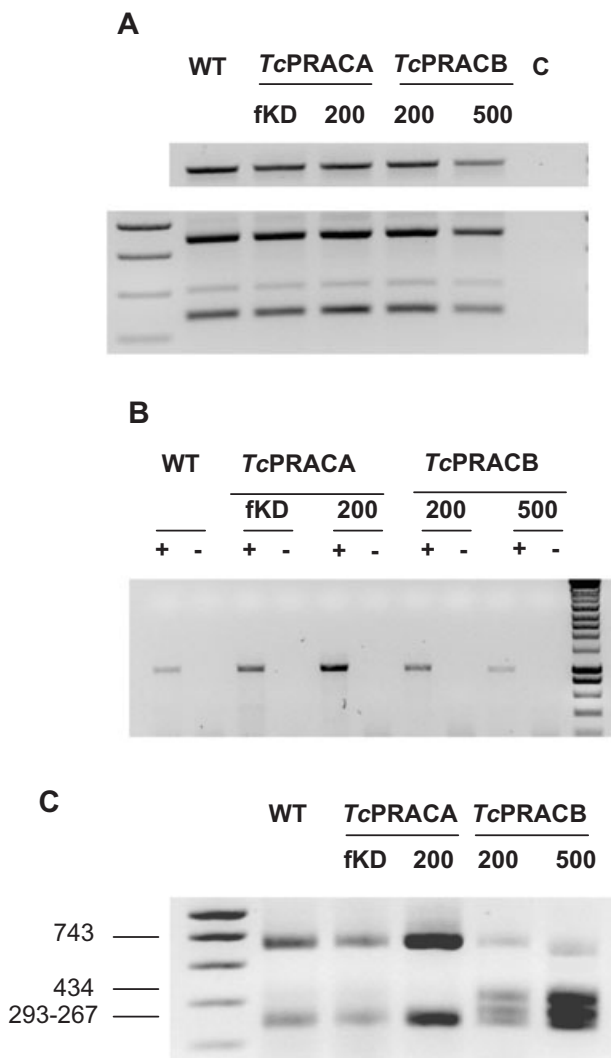 A
WT TcPRACA TcPRACB C
fKD 200 200 500
B
WT TcPRACA TcPRACB
fKD 200 200 500
+ - + - + - + - + -
C
WT TcPRACA TcPRACB
fKD 200 200 500
743
434
293-267